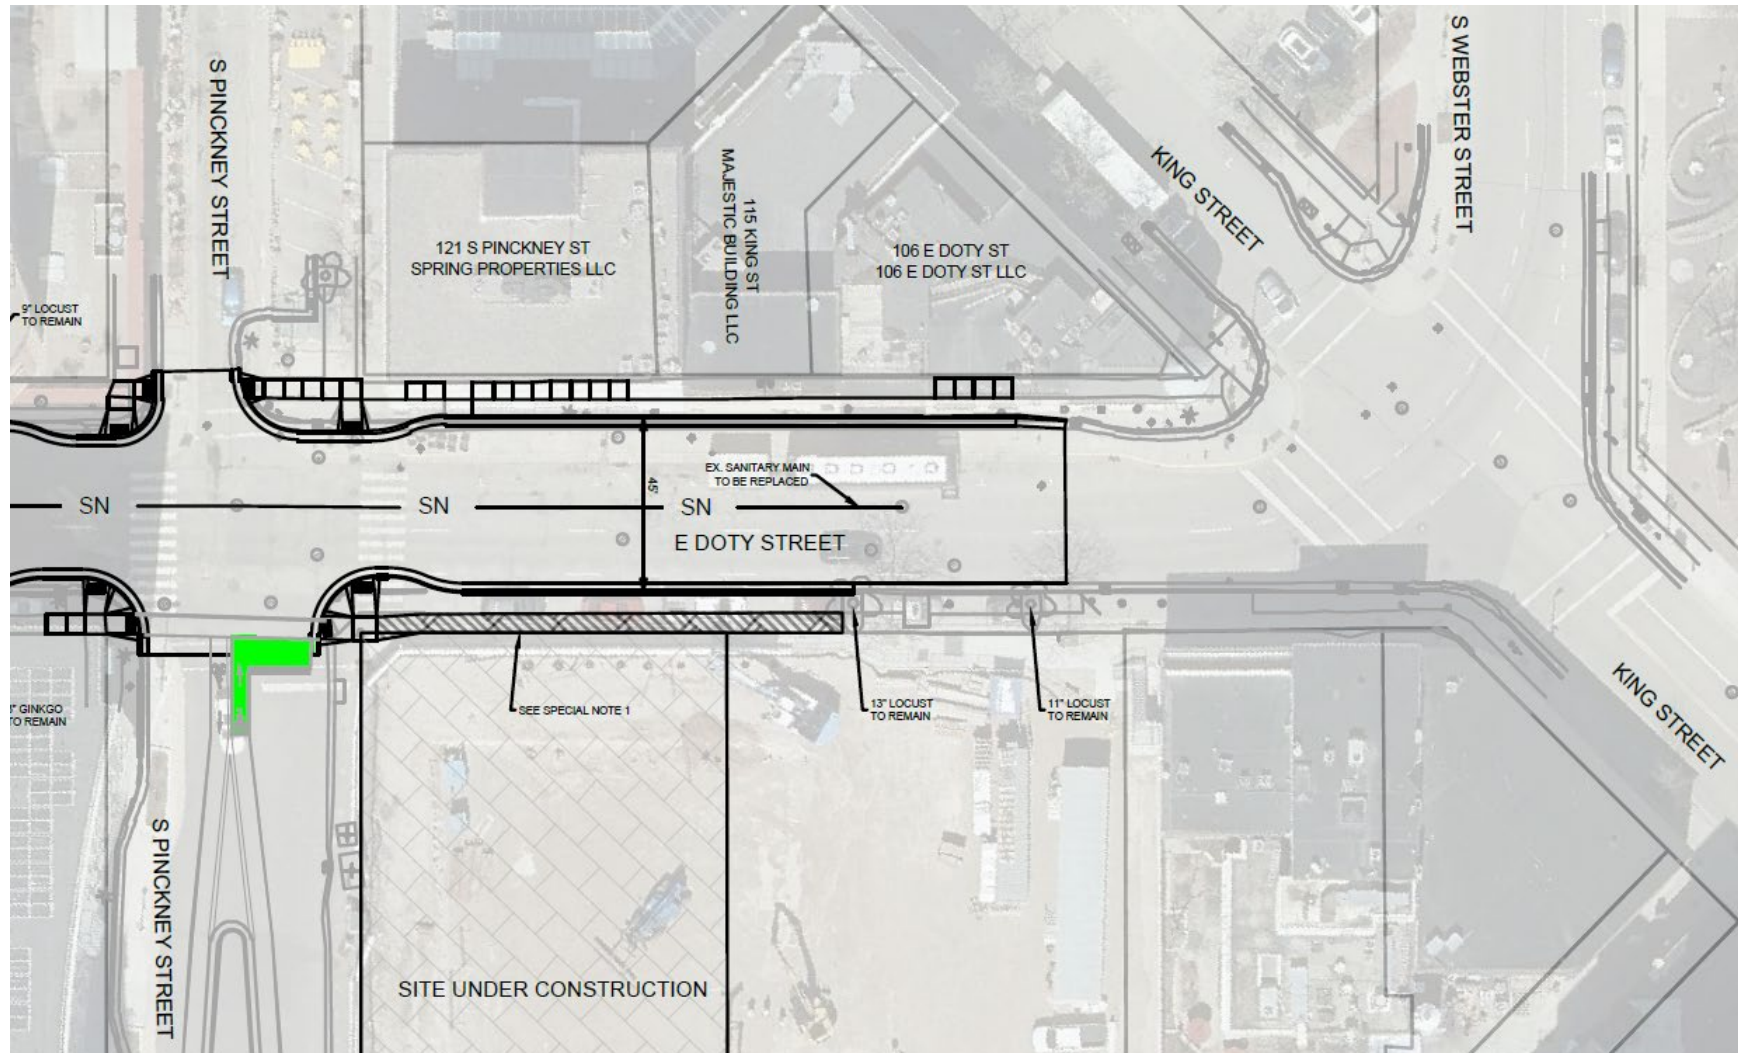 S PINCKNEY STREET
S WEBSTER STREET
KING STREET
121 S PINCKNEY ST
SPRING PROPERTIES LLC
115 KING ST
MAJESTIC BUILDING LLC
106 E DOTY ST
106 E DOTY ST LLC
9" LOCUST
TO REMAIN
EX. SANITARY MAIN
TO BE REPLACED
SN
SN
SN
45'
E DOTY STREET
SEE SPECIAL NOTE 1
13" LOCUST
TO REMAIN
11" LOCUST
TO REMAIN
GINKGO
TO REMAIN
KING STREET
S PINCKNEY STREET
SITE UNDER CONSTRUCTION